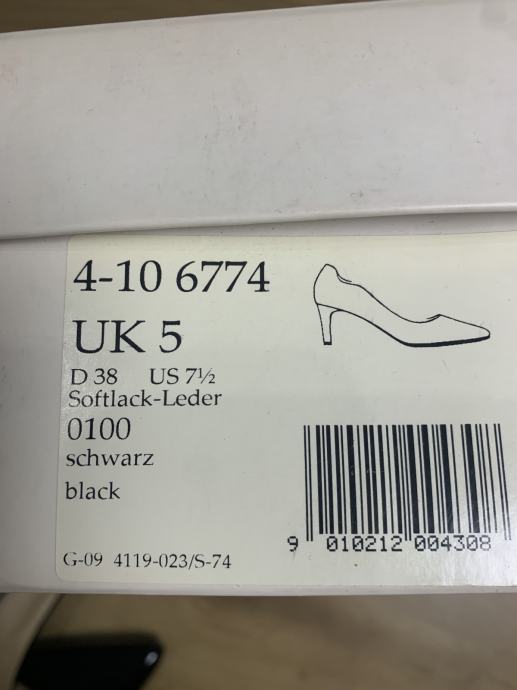 4-10 6774
UK 5
D 38 US 7½
Softlack-Leder
0100
schwarz
black
G-09 4119-023/S-74
9 010212 004308